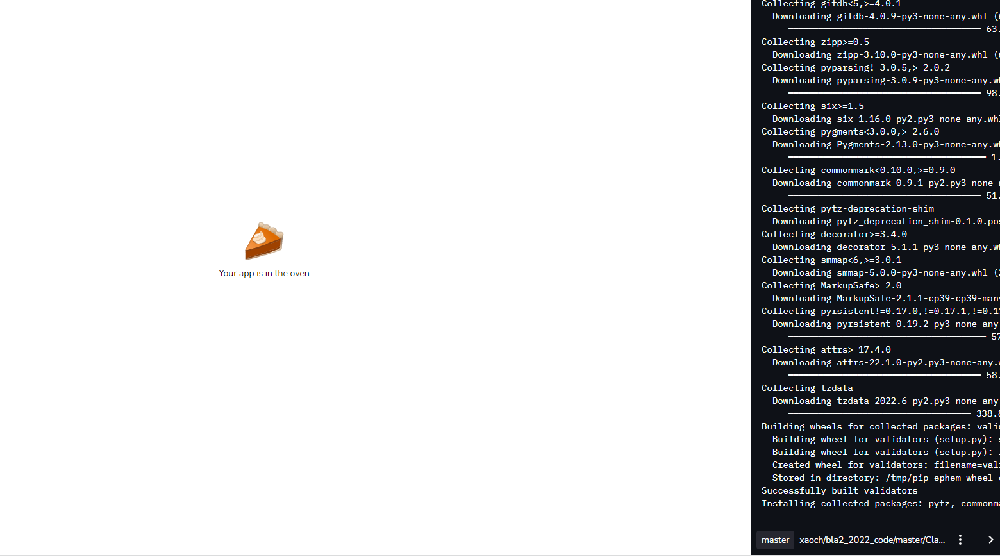 Your app is in the oven
Collecting gitdb<5,>=4.0.1
Downloading gitdb-4.0.9-py3-none-any.whl (
63.
Collecting zipp>=0.5
Downloading zipp-3.10.0-py3-none-any.whl (
Collecting pyparsing!=3.0.5,>=2.0.2
Downloading pyparsing-3.0.9-py3-none-any.wh
98.
Collecting six>=1.5
Downloading six-1.16.0-py2.py3-none-any.whl
Collecting pygments<3.0.0,>=2.6.0
Downloading Pygments-2.13.0-py3-none-any.wh
1.
Collecting commonmark<0.10.0,>=0.9.0
Downloading commonmark-0.9.1-py2.py3-none-a
51.
Collecting pytz-deprecation-shim
Downloading pytz_deprecation_shim-0.1.0.pos
Collecting decorator>=3.4.0
Downloading decorator-5.1.1-py3-none-any.wh
Collecting smmap<6,>=3.0.1
Downloading smmap-5.0.0-py3-none-any.whl (2
Collecting MarkupSafe>=2.0
Downloading MarkupSafe-2.1.1-cp39-cp39-many
Collecting pyrsistent!=0.17.0,!=0.17.1,!=0.17
Downloading pyrsistent-0.19.2-py3-none-any
57
Collecting attrs>=17.4.0
Downloading attrs-22.1.0-py2.py3-none-any.w
58.
Collecting tzdata
Downloading tzdata-2022.6-py2.py3-none-any
338.8
Building wheels for collected packages: valid
Building wheel for validators (setup.py): s
Building wheel for validators (setup.py):
Created wheel for validators: filename=vali
Stored in directory: /tmp/pip-ephem-wheel-c
Successfully built validators
Installing collected packages: pytz, commonma
master xaoch/bla2_2022_code/master/Cla...